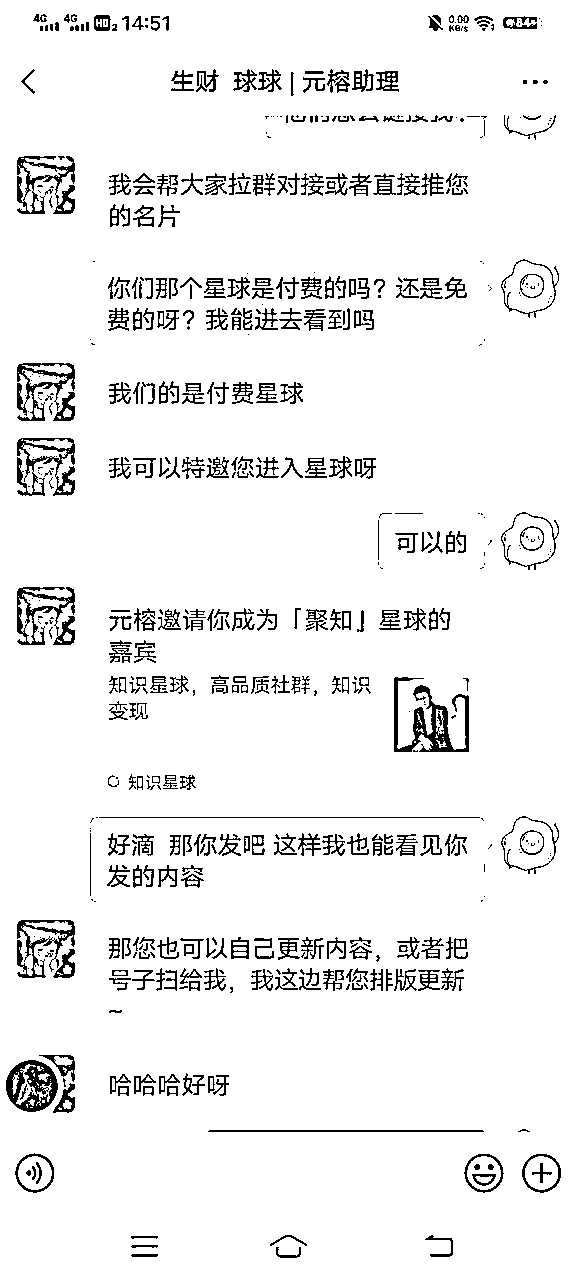 4G 4G HD 2 14:51
0.00 KB/s 84
生财 球球 | 元榕助理
我会帮大家拉群对接或者直接推您
的名片
你们那个星球是付费的吗？还是免
费的呀？我能进去看到吗
我们的是付费星球
我可以特邀您进入星球呀
可以的
元榕邀请你成为「聚知」星球的
嘉宾
知识星球，高品质社群，知识
变现
知识星球
好滴 那你发吧 这样我也能看见你
发的内容
那您也可以自己更新内容，或者把
号子扫给我，我这边帮您排版更新
~
哈哈哈好呀